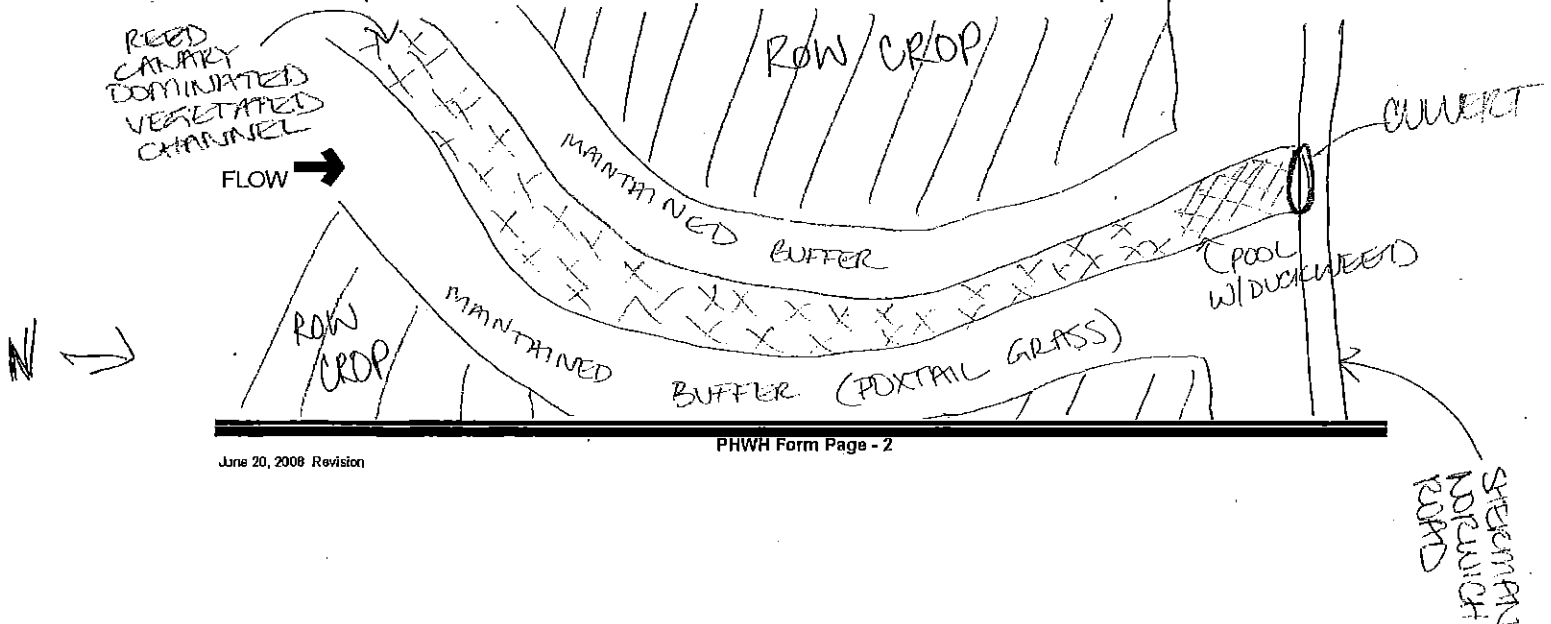 REED
CANARY
DOMINATED
VEGETATED
CHANNEL
ROW CROP
CULVERT
FLOW
MAINTAINED BUFFER
POOL
W/DUCKWEED
N
ROW
CROP
MAINTAINED BUFFER (FOXTAIL GRASS)
PHWH Form Page - 2
June 20, 2008 Revision
SHERMAN
NORWICH
ROAD